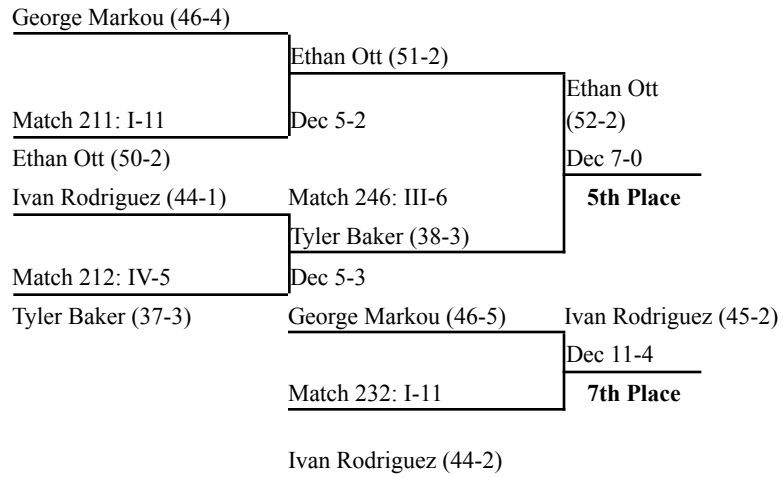 George Markou (46-4)
Ethan Ott (51-2)
Ethan Ott
(52-2)
Match 211: I-11
Dec 5-2
Ethan Ott (50-2)
Dec 7-0
Ivan Rodriguez (44-1)
Match 246: III-6
5th Place
Tyler Baker (38-3)
Match 212: IV-5
Dec 5-3
Tyler Baker (37-3)
George Markou (46-5)
Ivan Rodriguez (45-2)
Dec 11-4
Match 232: I-11
7th Place
Ivan Rodriguez (44-2)